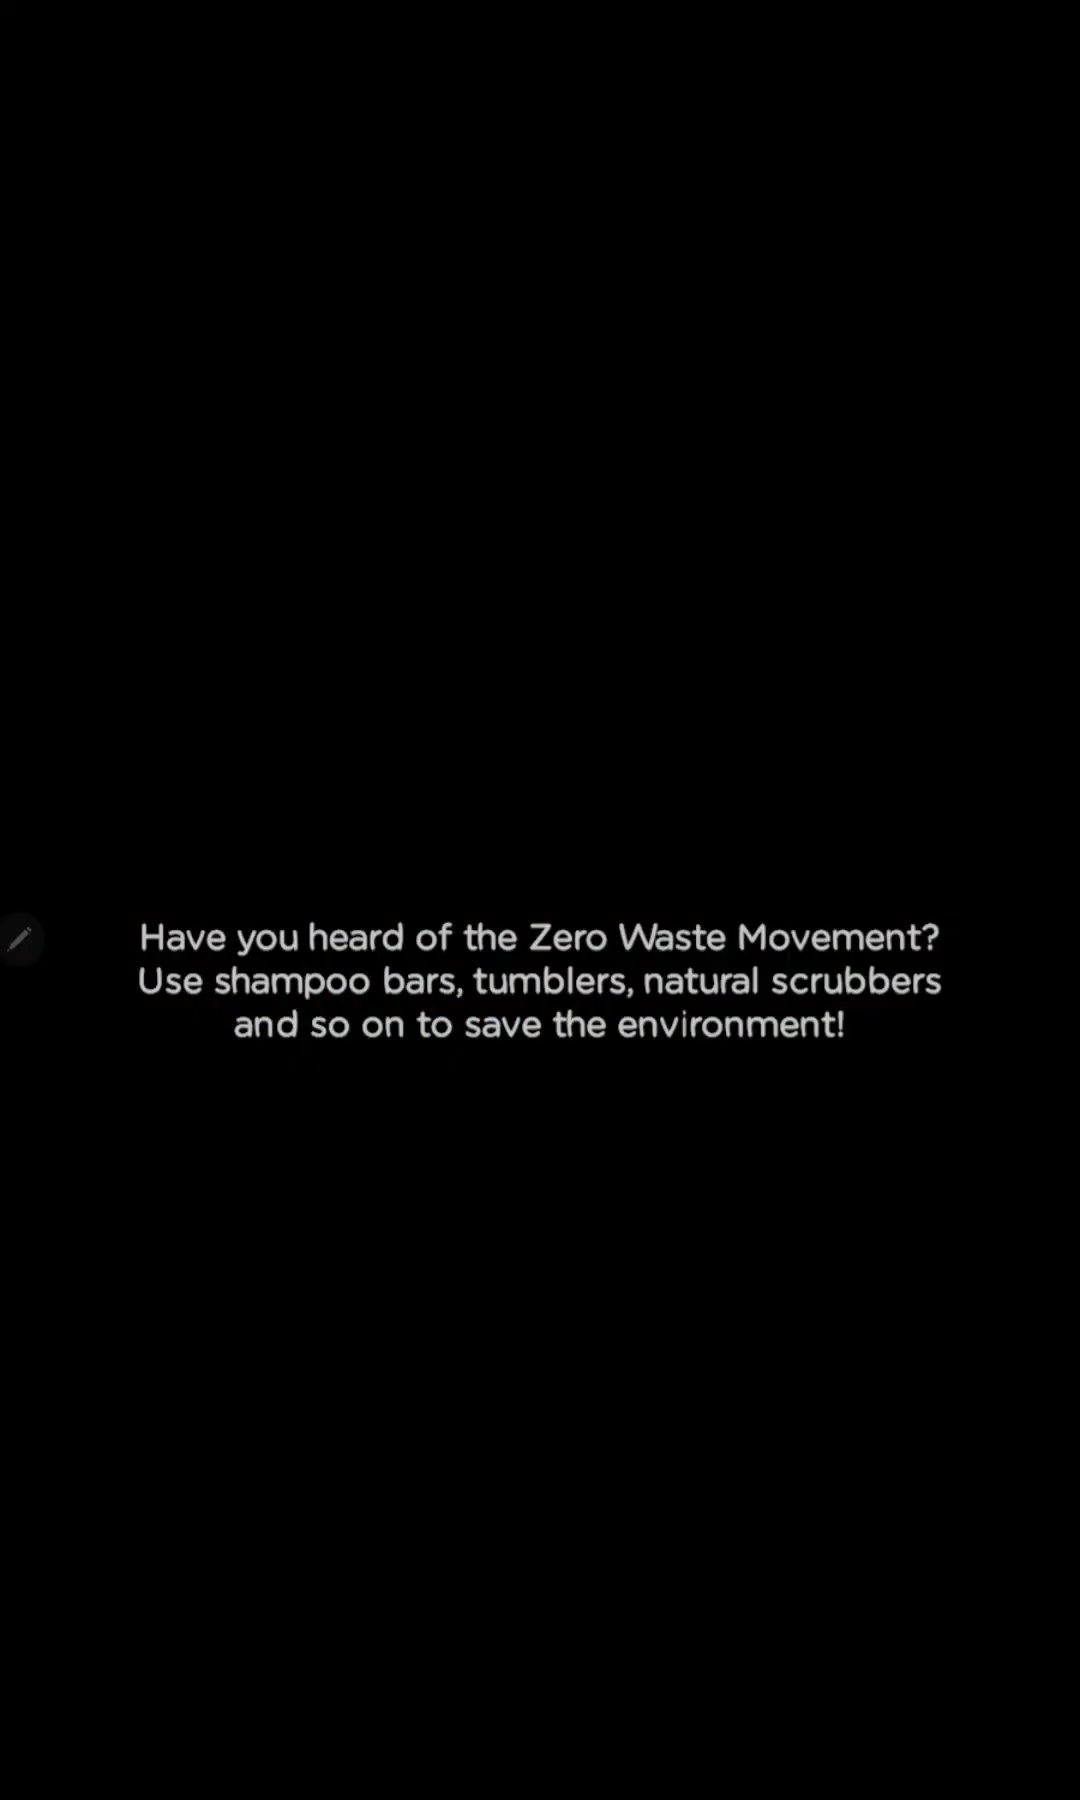 Have you heard of the Zero Waste Movement?
Use shampoo bars, tumblers, natural scrubbers
and so on to save the environment!